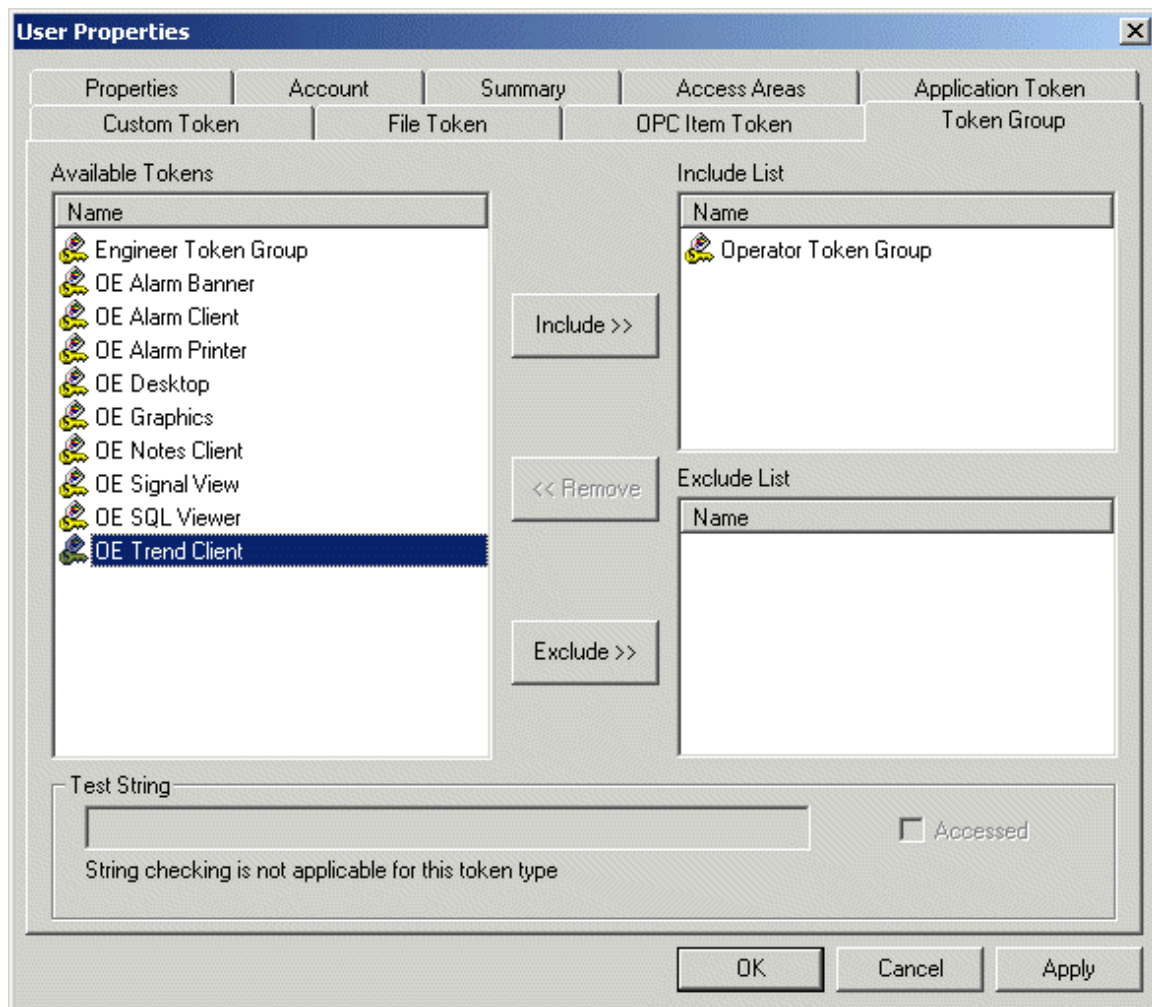 User Properties
Properties Account Summary Access Areas Application Token
Custom Token File Token OPC Item Token Token Group
Available Tokens
Name
Engineer Token Group
OE Alarm Banner
OE Alarm Client
OE Alarm Printer
OE Desktop
OE Graphics
OE Notes Client
OE Signal View
OE SQL Viewer
OE Trend Client
Include >>
<< Remove
Exclude >>
Include List
Name
Operator Token Group
Exclude List
Name
Test String
Accessed
String checking is not applicable for this token type
OK Cancel Apply